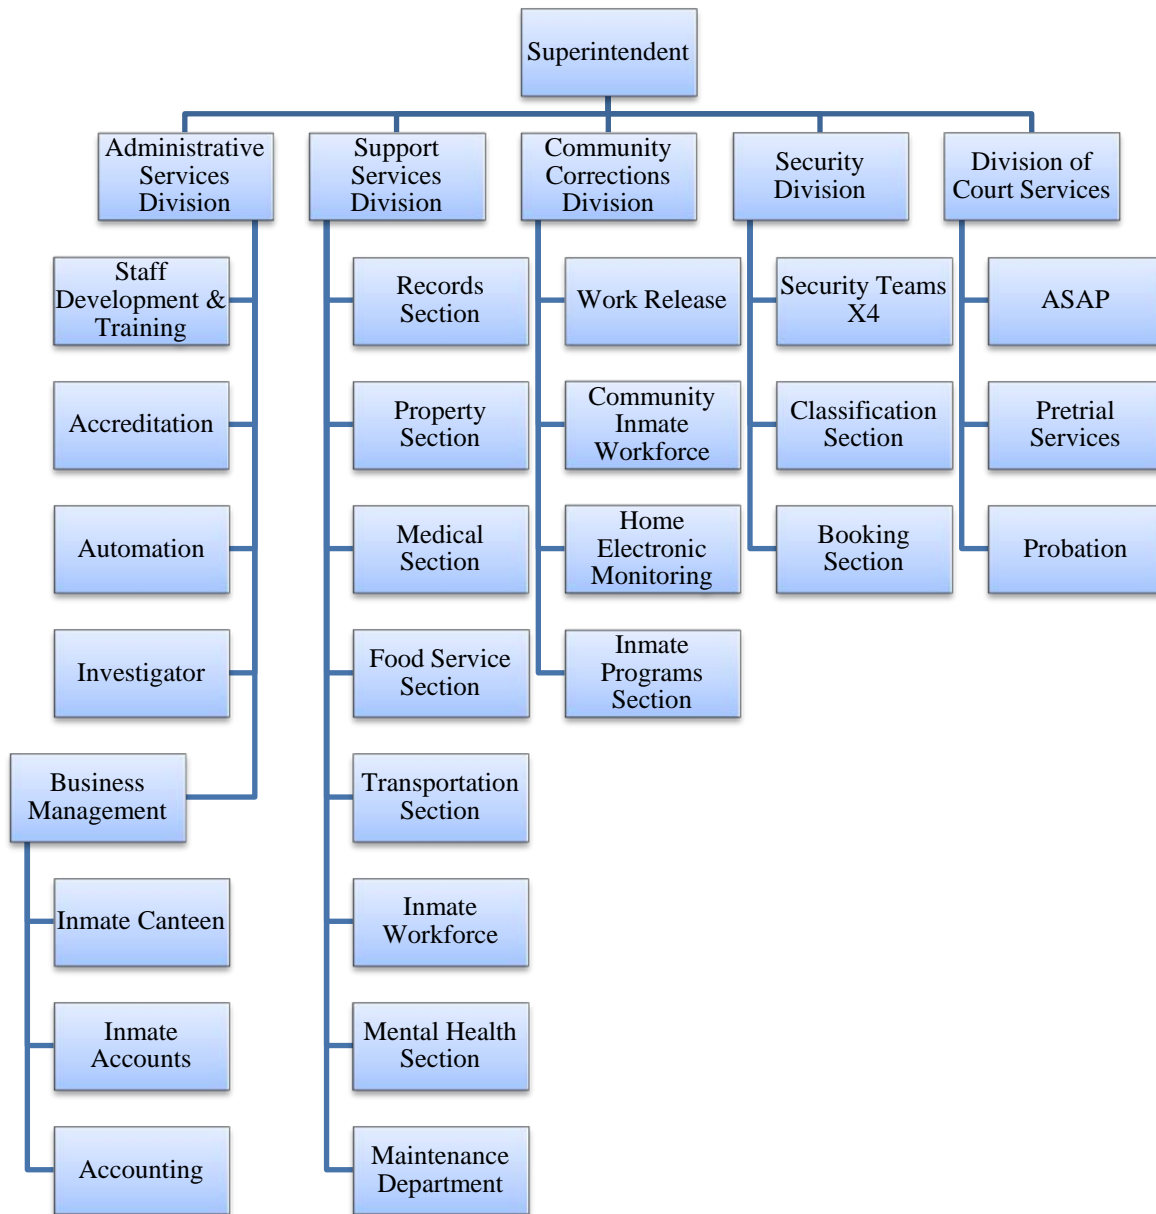 Superintendent
Administrative
Services
Division
Support
Services
Division
Community
Corrections
Division
Security
Division
Division of
Court Services
Staff
Development &
Training
Accreditation
Automation
Investigator
Business
Management
Inmate Canteen
Inmate
Accounts
Accounting
Records
Section
Property
Section
Medical
Section
Food Service
Section
Transportation
Section
Inmate
Workforce
Mental Health
Section
Maintenance
Department
Work Release
Community
Inmate
Workforce
Home
Electronic
Monitoring
Inmate
Programs
Section
Security Teams
X4
Classification
Section
Booking
Section
ASAP
Pretrial
Services
Probation